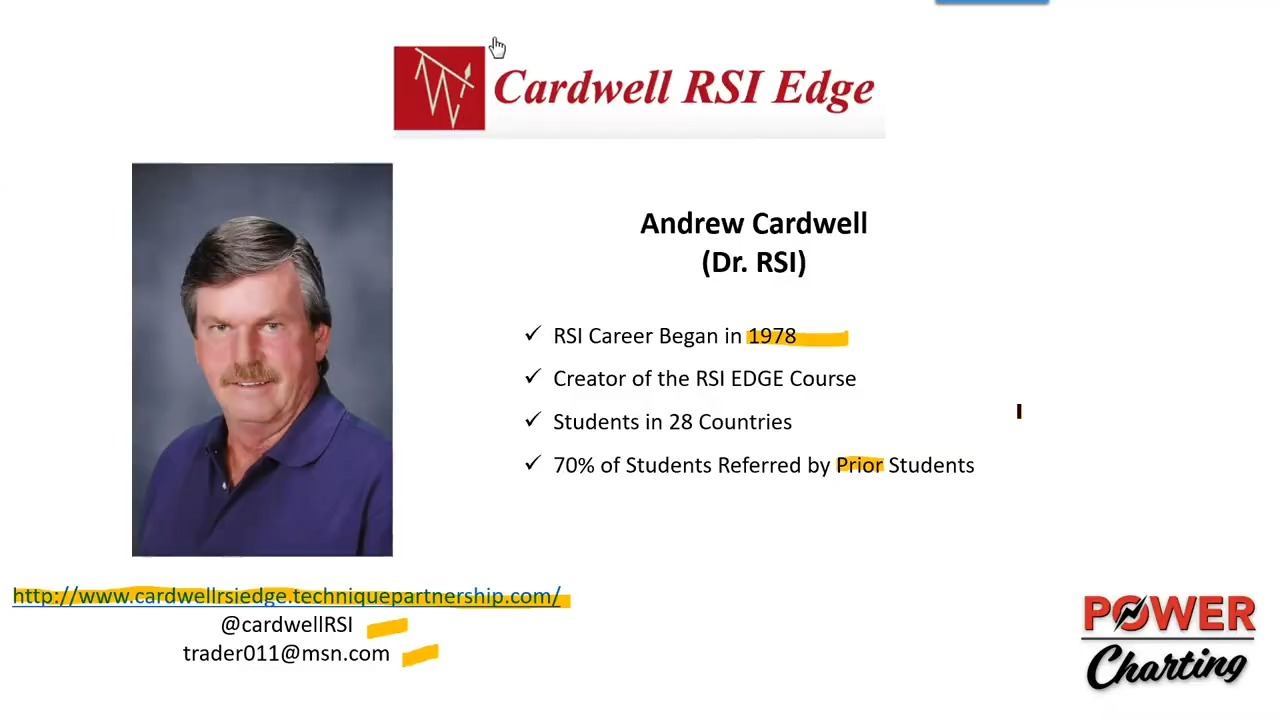 Cardwell RSI Edge
Andrew Cardwell
(Dr. RSI)
✓ RSI Career Began in 1978
✓ Creator of the RSI EDGE Course
✓ Students in 28 Countries
✓ 70% of Students Referred by Prior Students
http://www.cardwellrsiedge.techniquepartnership.com/
@cardwellRSI
trader011@msn.com
POWER
Charting